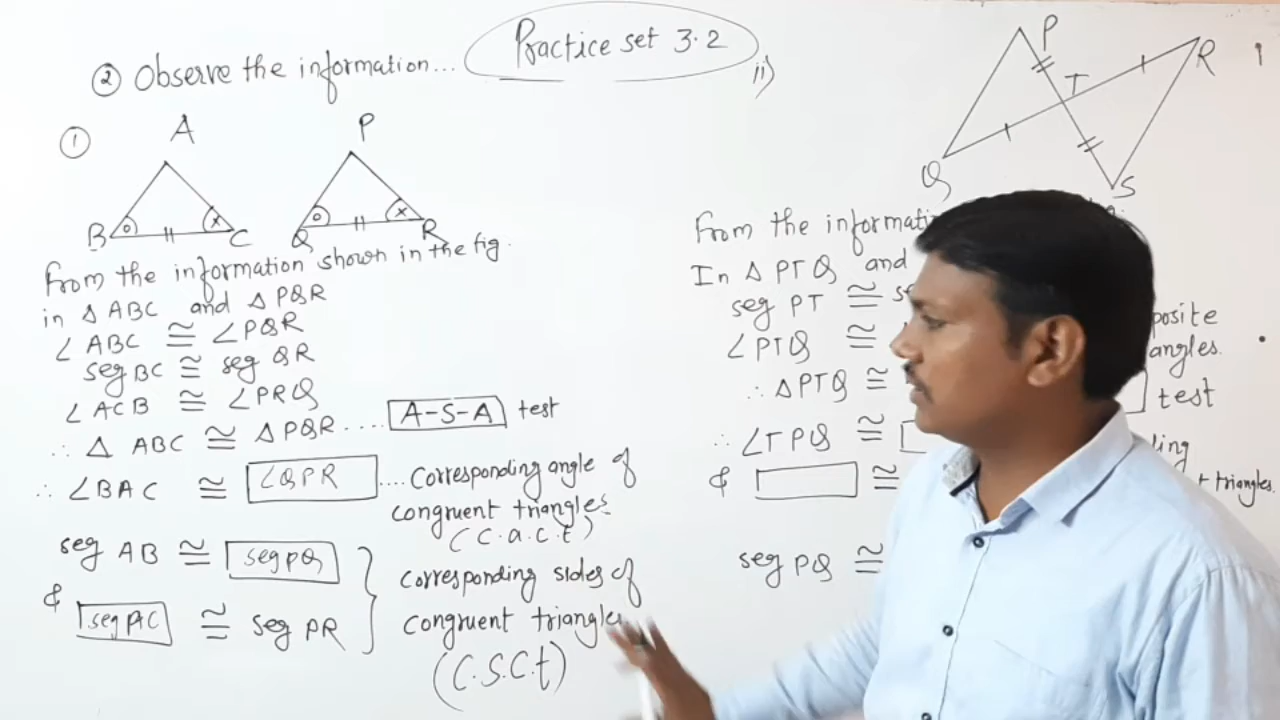 Practice set 3.2
② Observe the information...
①
A
P
B
C
Q
R
From the information shown in the fig.
in △ ABC and △ PQR
∠ ABC ≅ ∠PQR
seg BC ≅ seg QR
∠ ACB ≅ ∠PRQ
∴ △ ABC ≅ △ PQR .... A-S-A test
∴ ∠BAC ≅ ∠QPR .... Corresponding angle of
congruent triangles.
(C.a.C.t)
seg AB ≅ seg PQ
& seg AC ≅ seg PR
corresponding sides of
congruent triangles
(C.S.C.t)
ii)
P
R
T
Q
S
From the
In △ PTQ and
seg PT ≅
∠PTQ ≅
angles.
∴ △PTQ ≅ test
∴ ∠TPQ ≅
& ≅ triangles.
seg PQ ≅